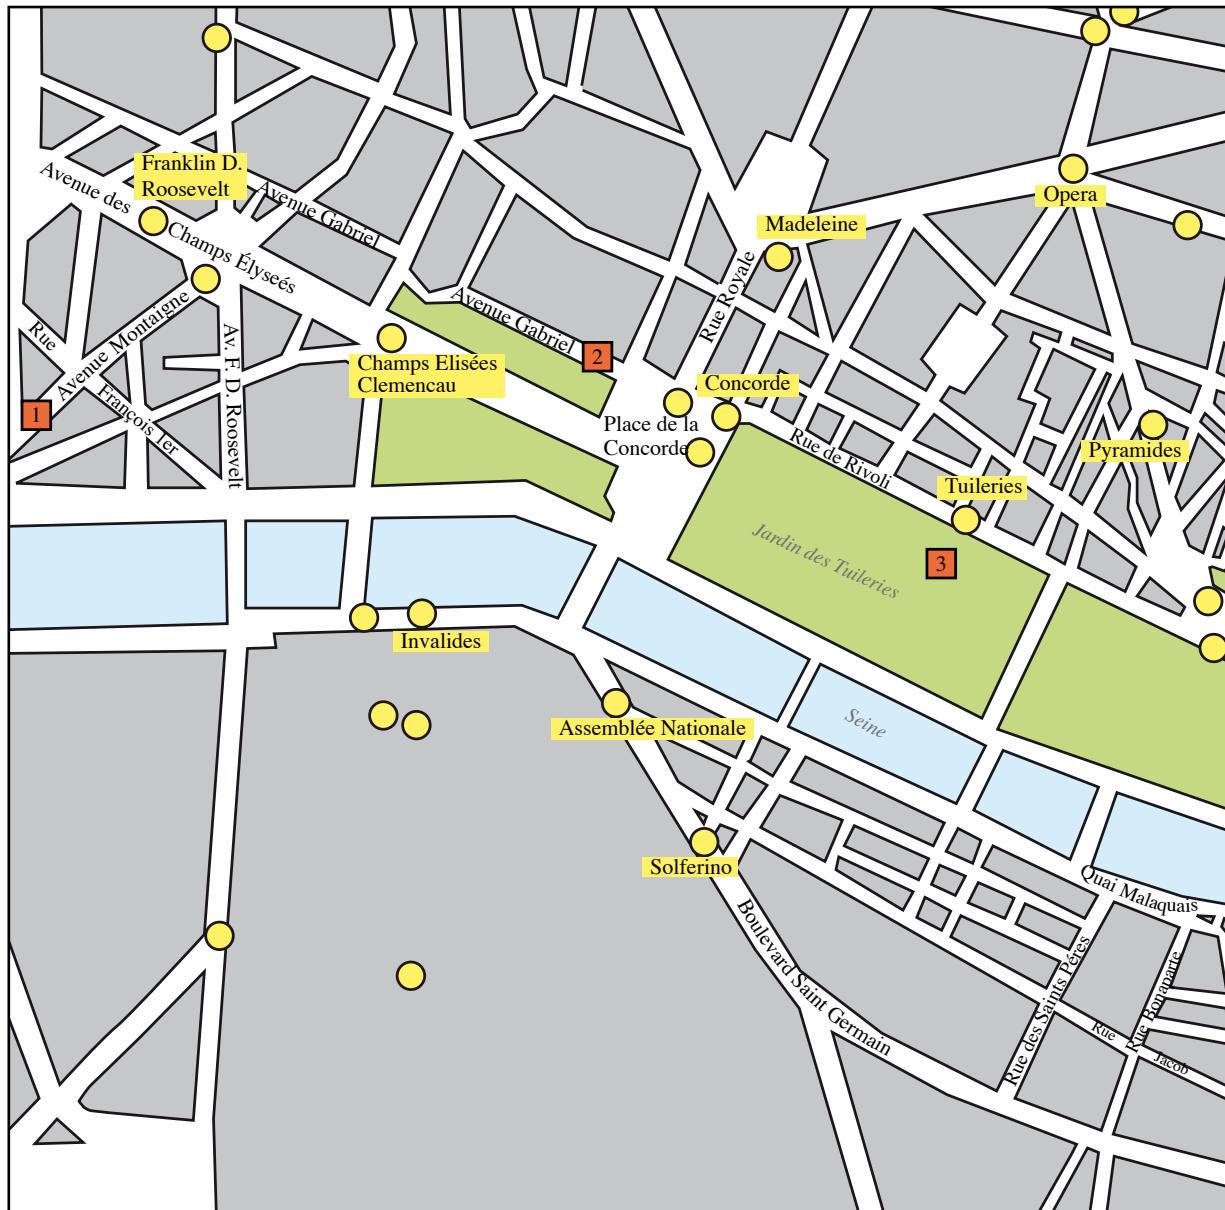 Franklin D.
Roosevelt
Avenue des
Champs Élyseés
Avenue Gabriel
Opera
Madeleine
Rue Royale
Avenue Gabriel
2
Rue
Avenue Montaigne
Av. F. D. Roosevelt
Champs Elisées
Clemencau
Concorde
1
François 1er
Place de la
Concorde
Rue de Rivoli
Pyramides
Tuileries
Jardin des Tuileries
3
Invalides
Assemblée Nationale
Seine
Solferino
Quai Malaquais
Boulevard Saint Germain
Rue des Saints Péres
Rue Bonaparte
Rue
Jacob